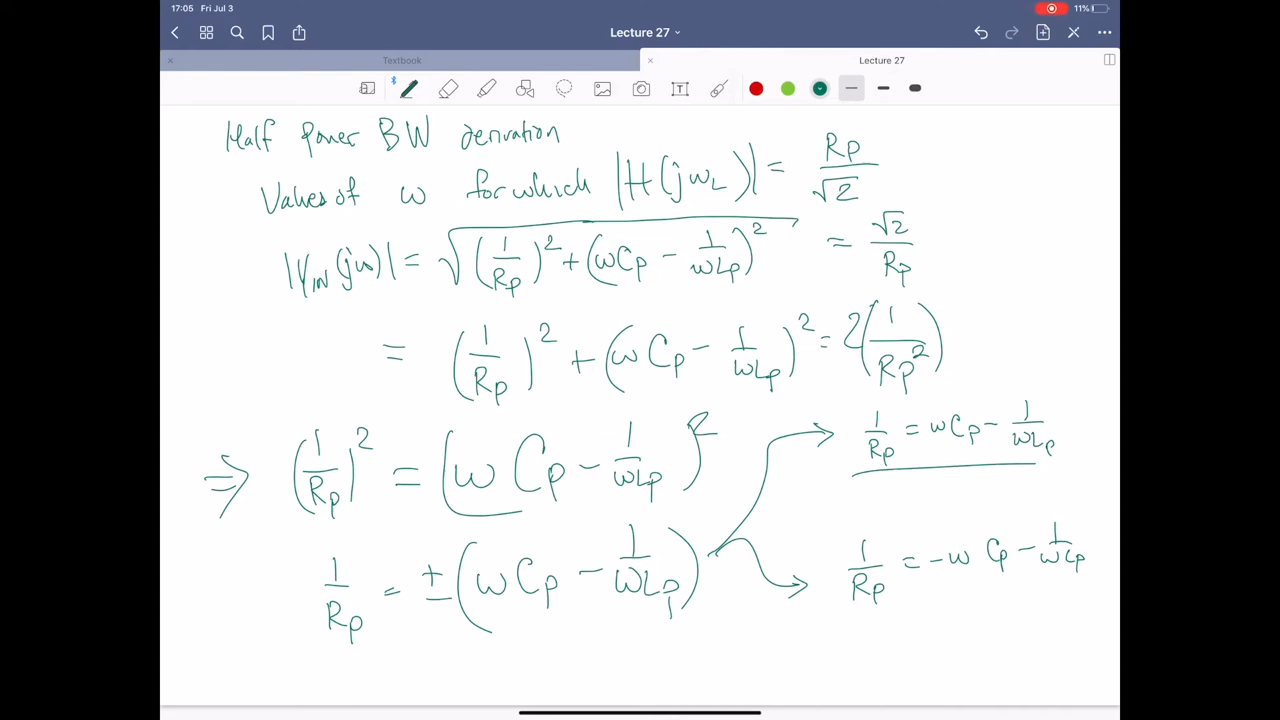 17:05 Fri Jul 3
11%
Lecture 27
Textbook
Lecture 27
Half Power BW derivation
Values of ω for which |H(jωL)| = Rp/√2
|YIN(jω)| = √((1/Rp)² + (ωCp − 1/ωLp)²) = √2/Rp
= (1/Rp)² + (ωCp − 1/ωLp)² = 2(1/Rp²)
⇒ (1/Rp)² = (ωCp − 1/ωLp)²
1/Rp = ωCp − 1/ωLp
1/Rp = ±(ωCp − 1/ωLp)
1/Rp = −ωCp − 1/ωCp